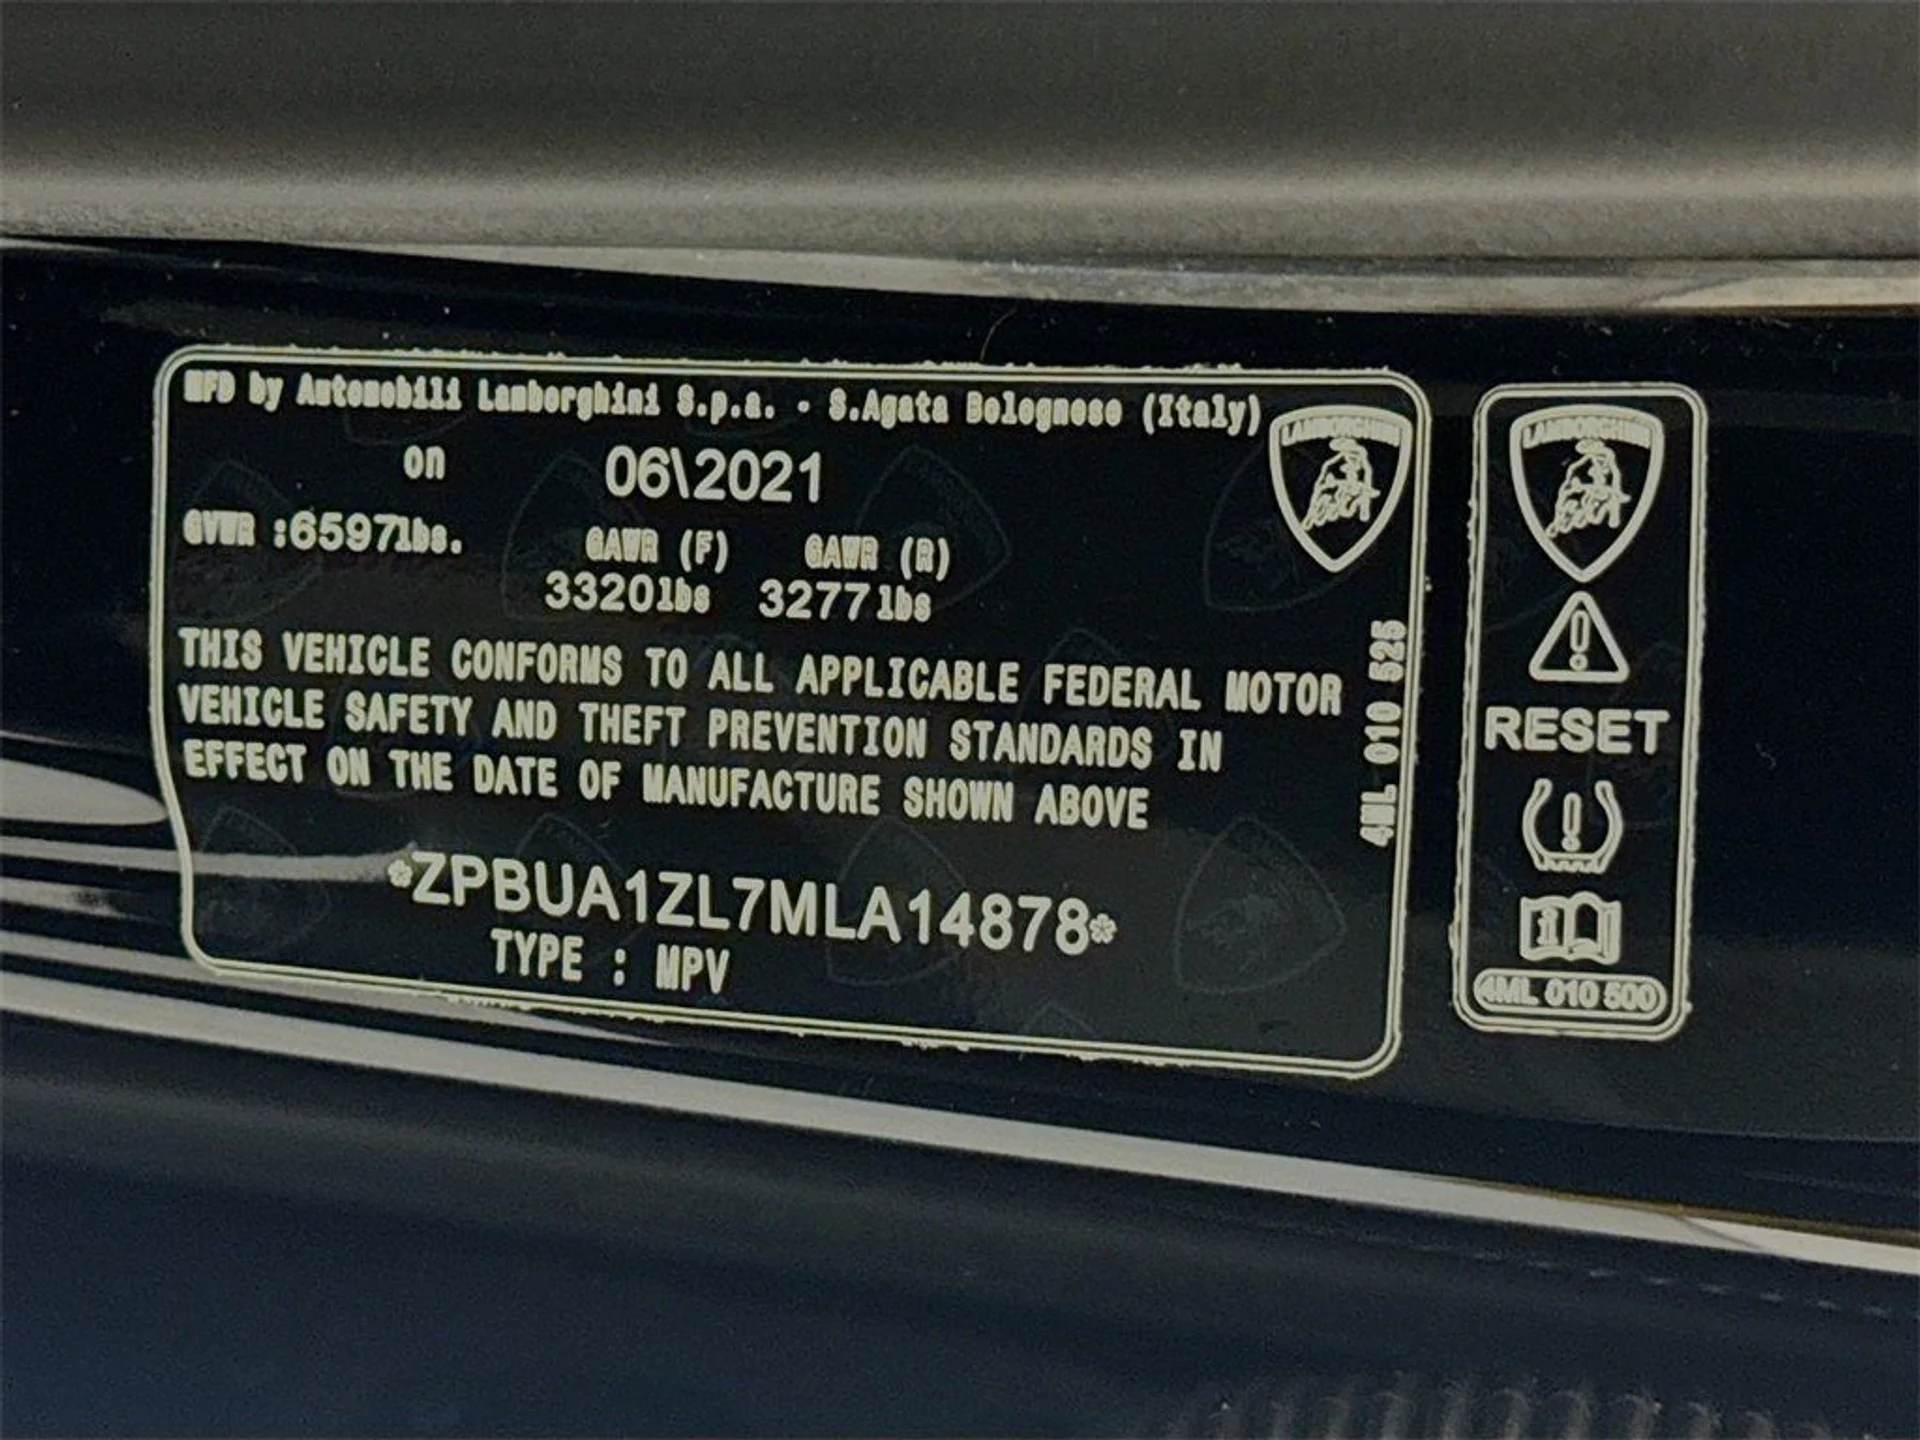 MFD by Automobili Lamborghini S.p.a. - S.Agata Bolognese (Italy)
on 06\2021
GVWR :6597lbs. GAWR (F) GAWR (R)
3320lbs 3277lbs
THIS VEHICLE CONFORMS TO ALL APPLICABLE FEDERAL MOTOR
VEHICLE SAFETY AND THEFT PREVENTION STANDARDS IN
EFFECT ON THE DATE OF MANUFACTURE SHOWN ABOVE
*ZPBUA1ZL7MLA14878*
TYPE : MPV
LAMBORGHINI
4ML 010 525
LAMBORGHINI
RESET
4ML 010 500